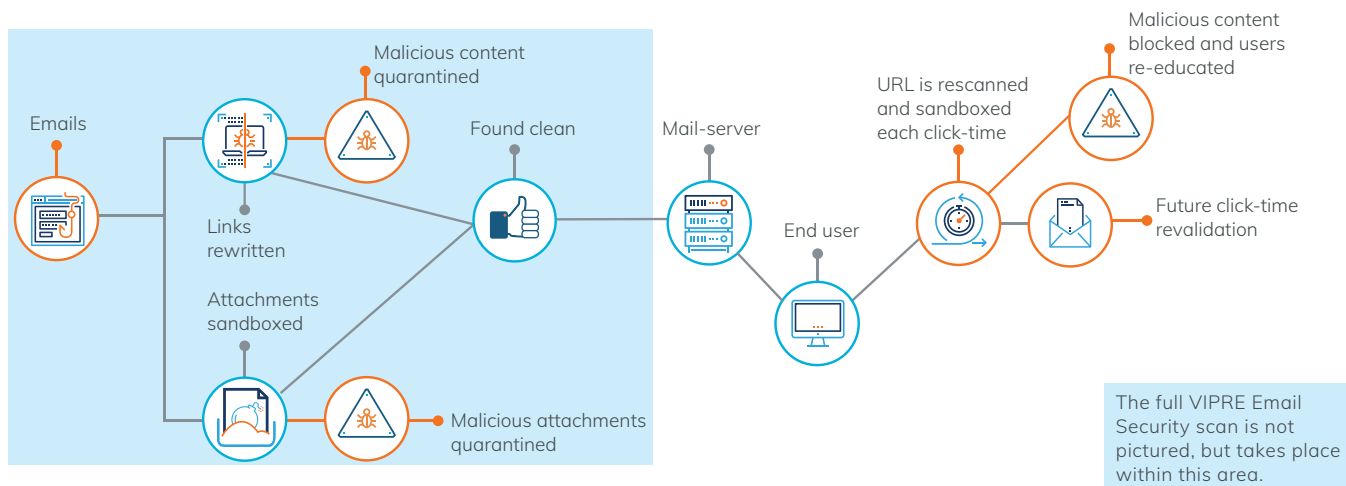 Emails
Malicious content
quarantined
Links
rewritten
Attachments
sandboxed
Malicious attachments
quarantined
Found clean
Mail-server
End user
URL is rescanned
and sandboxed
each click-time
Malicious content
blocked and users
re-educated
Future click-time
revalidation
The full VIPRE Email
Security scan is not
pictured, but takes place
within this area.